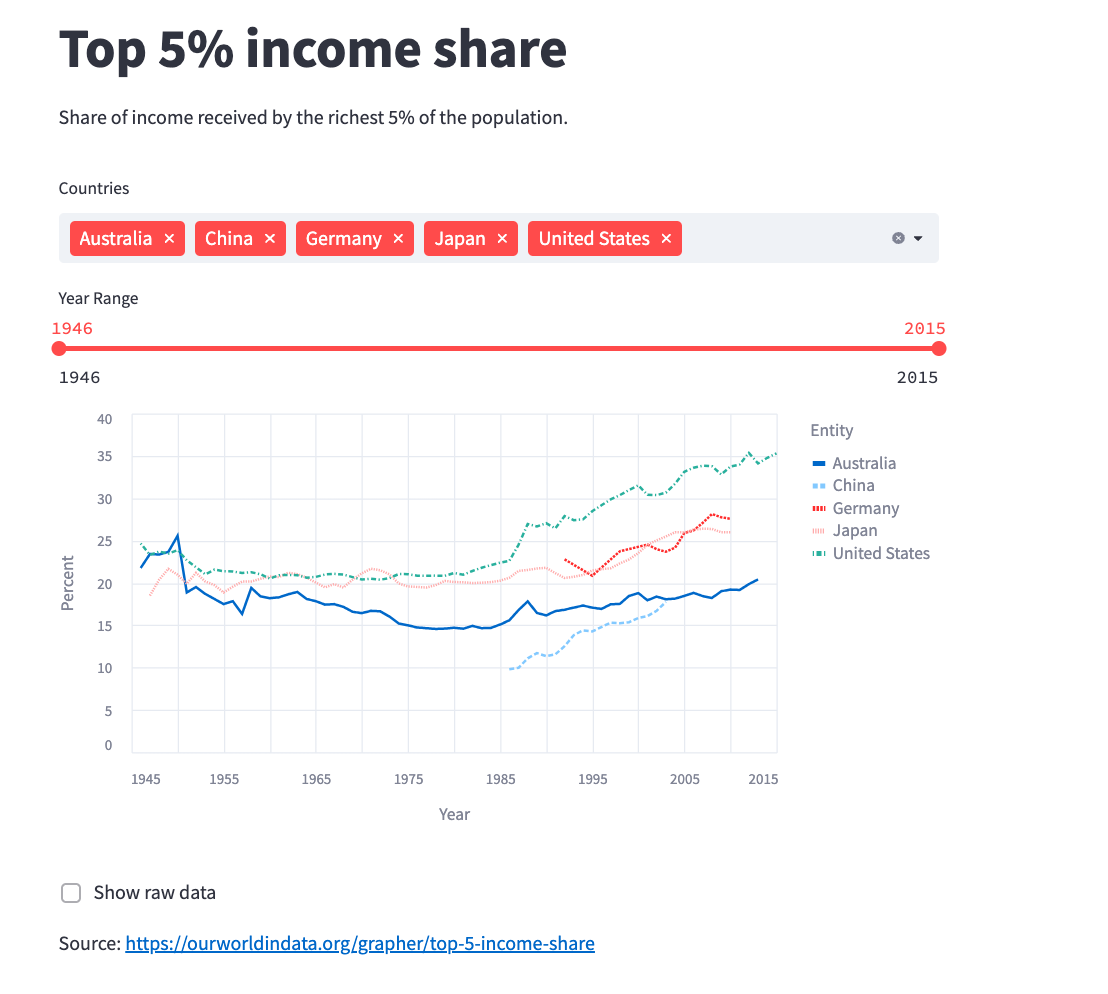 Top 5% income share
Share of income received by the richest 5% of the population.
Countries
Australia × China × Germany × Japan × United States ×
Year Range
1946 2015
1946 2015
40
35
30
25
20
15
10
5
0
Percent
1945 1955 1965 1975 1985 1995 2005 2015
Year
Entity
Australia
China
Germany
Japan
United States
Show raw data
Source: https://ourworldindata.org/grapher/top-5-income-share